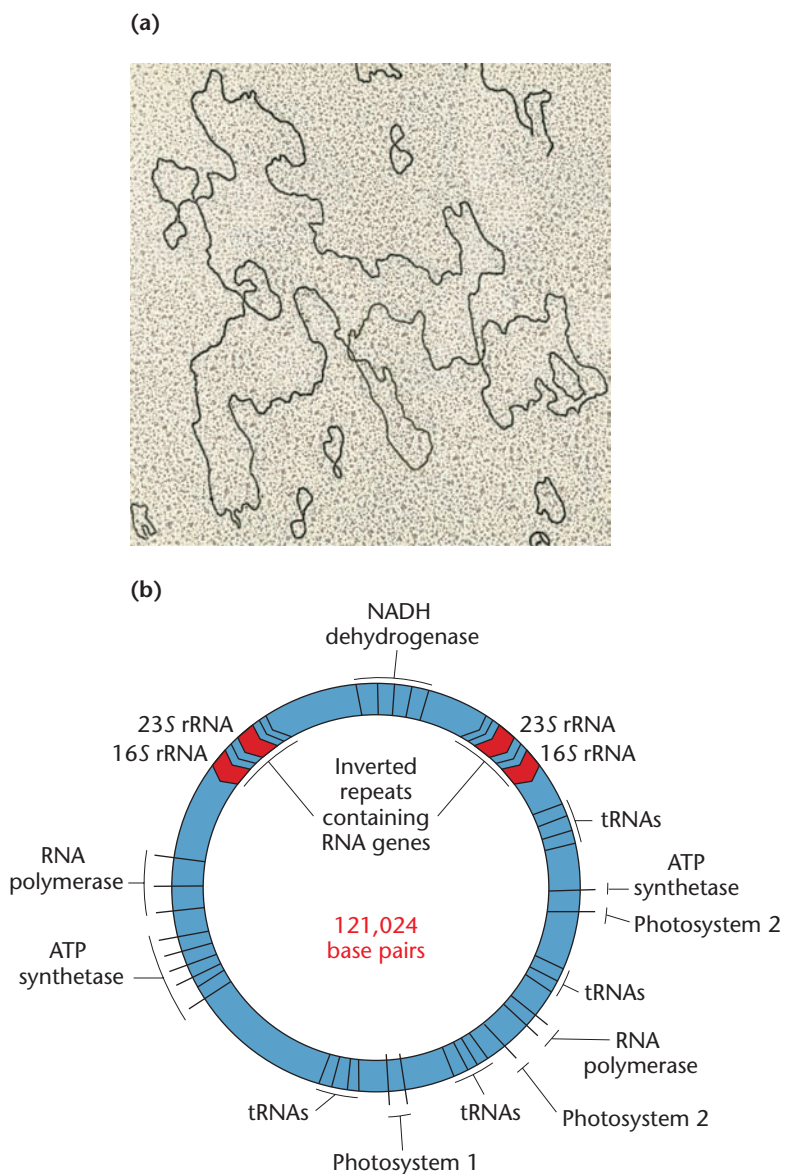 (a)
(b)
NADH
dehydrogenase
23S rRNA
16S rRNA
23S rRNA
16S rRNA
Inverted
repeats
containing
RNA genes
tRNAs
RNA
polymerase
ATP
synthetase
Photosystem 2
121,024
base pairs
ATP
synthetase
tRNAs
RNA
polymerase
Photosystem 2
tRNAs
tRNAs
Photosystem 1